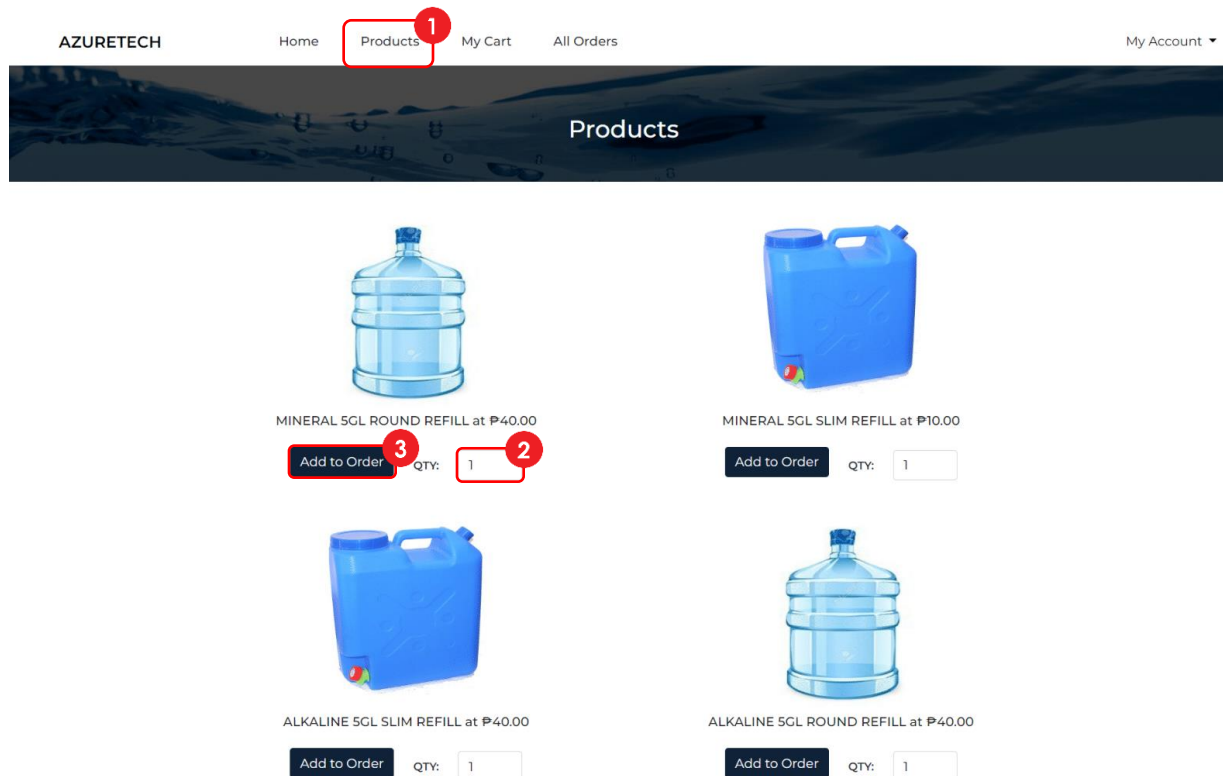 AZURETECH Home Products My Cart All Orders My Account
1
Products
MINERAL 5GL ROUND REFILL at ₱40.00 MINERAL 5GL SLIM REFILL at ₱10.00
Add to Order 3 QTY: 1 2 Add to Order QTY: 1
ALKALINE 5GL SLIM REFILL at ₱40.00 ALKALINE 5GL ROUND REFILL at ₱40.00
Add to Order QTY: 1 Add to Order QTY: 1